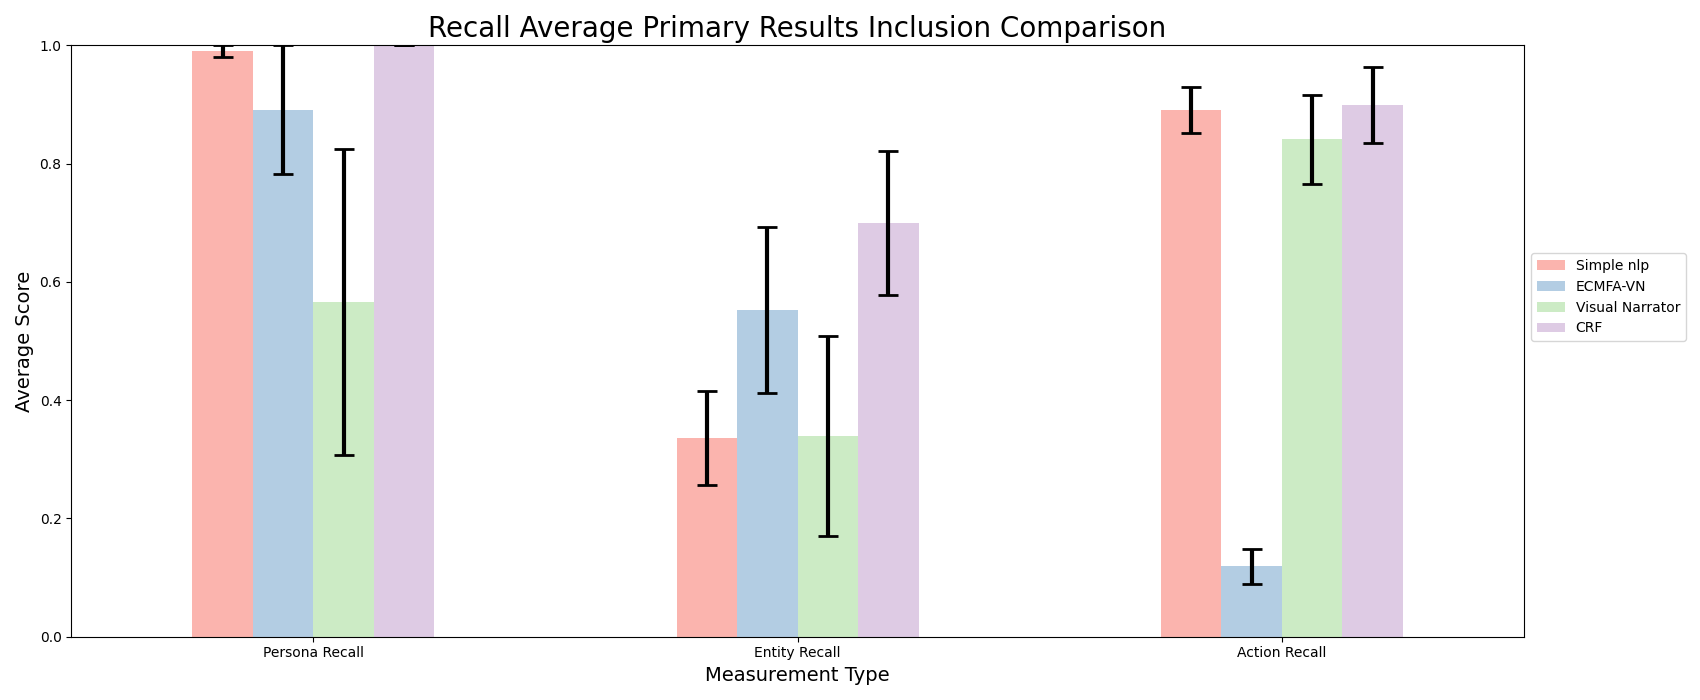 Recall Average Primary Results Inclusion Comparison
Average Score
1.0
0.8
0.6
0.4
0.2
0.0
Persona Recall
Entity Recall
Action Recall
Measurement Type
Simple nlp
ECMFA-VN
Visual Narrator
CRF